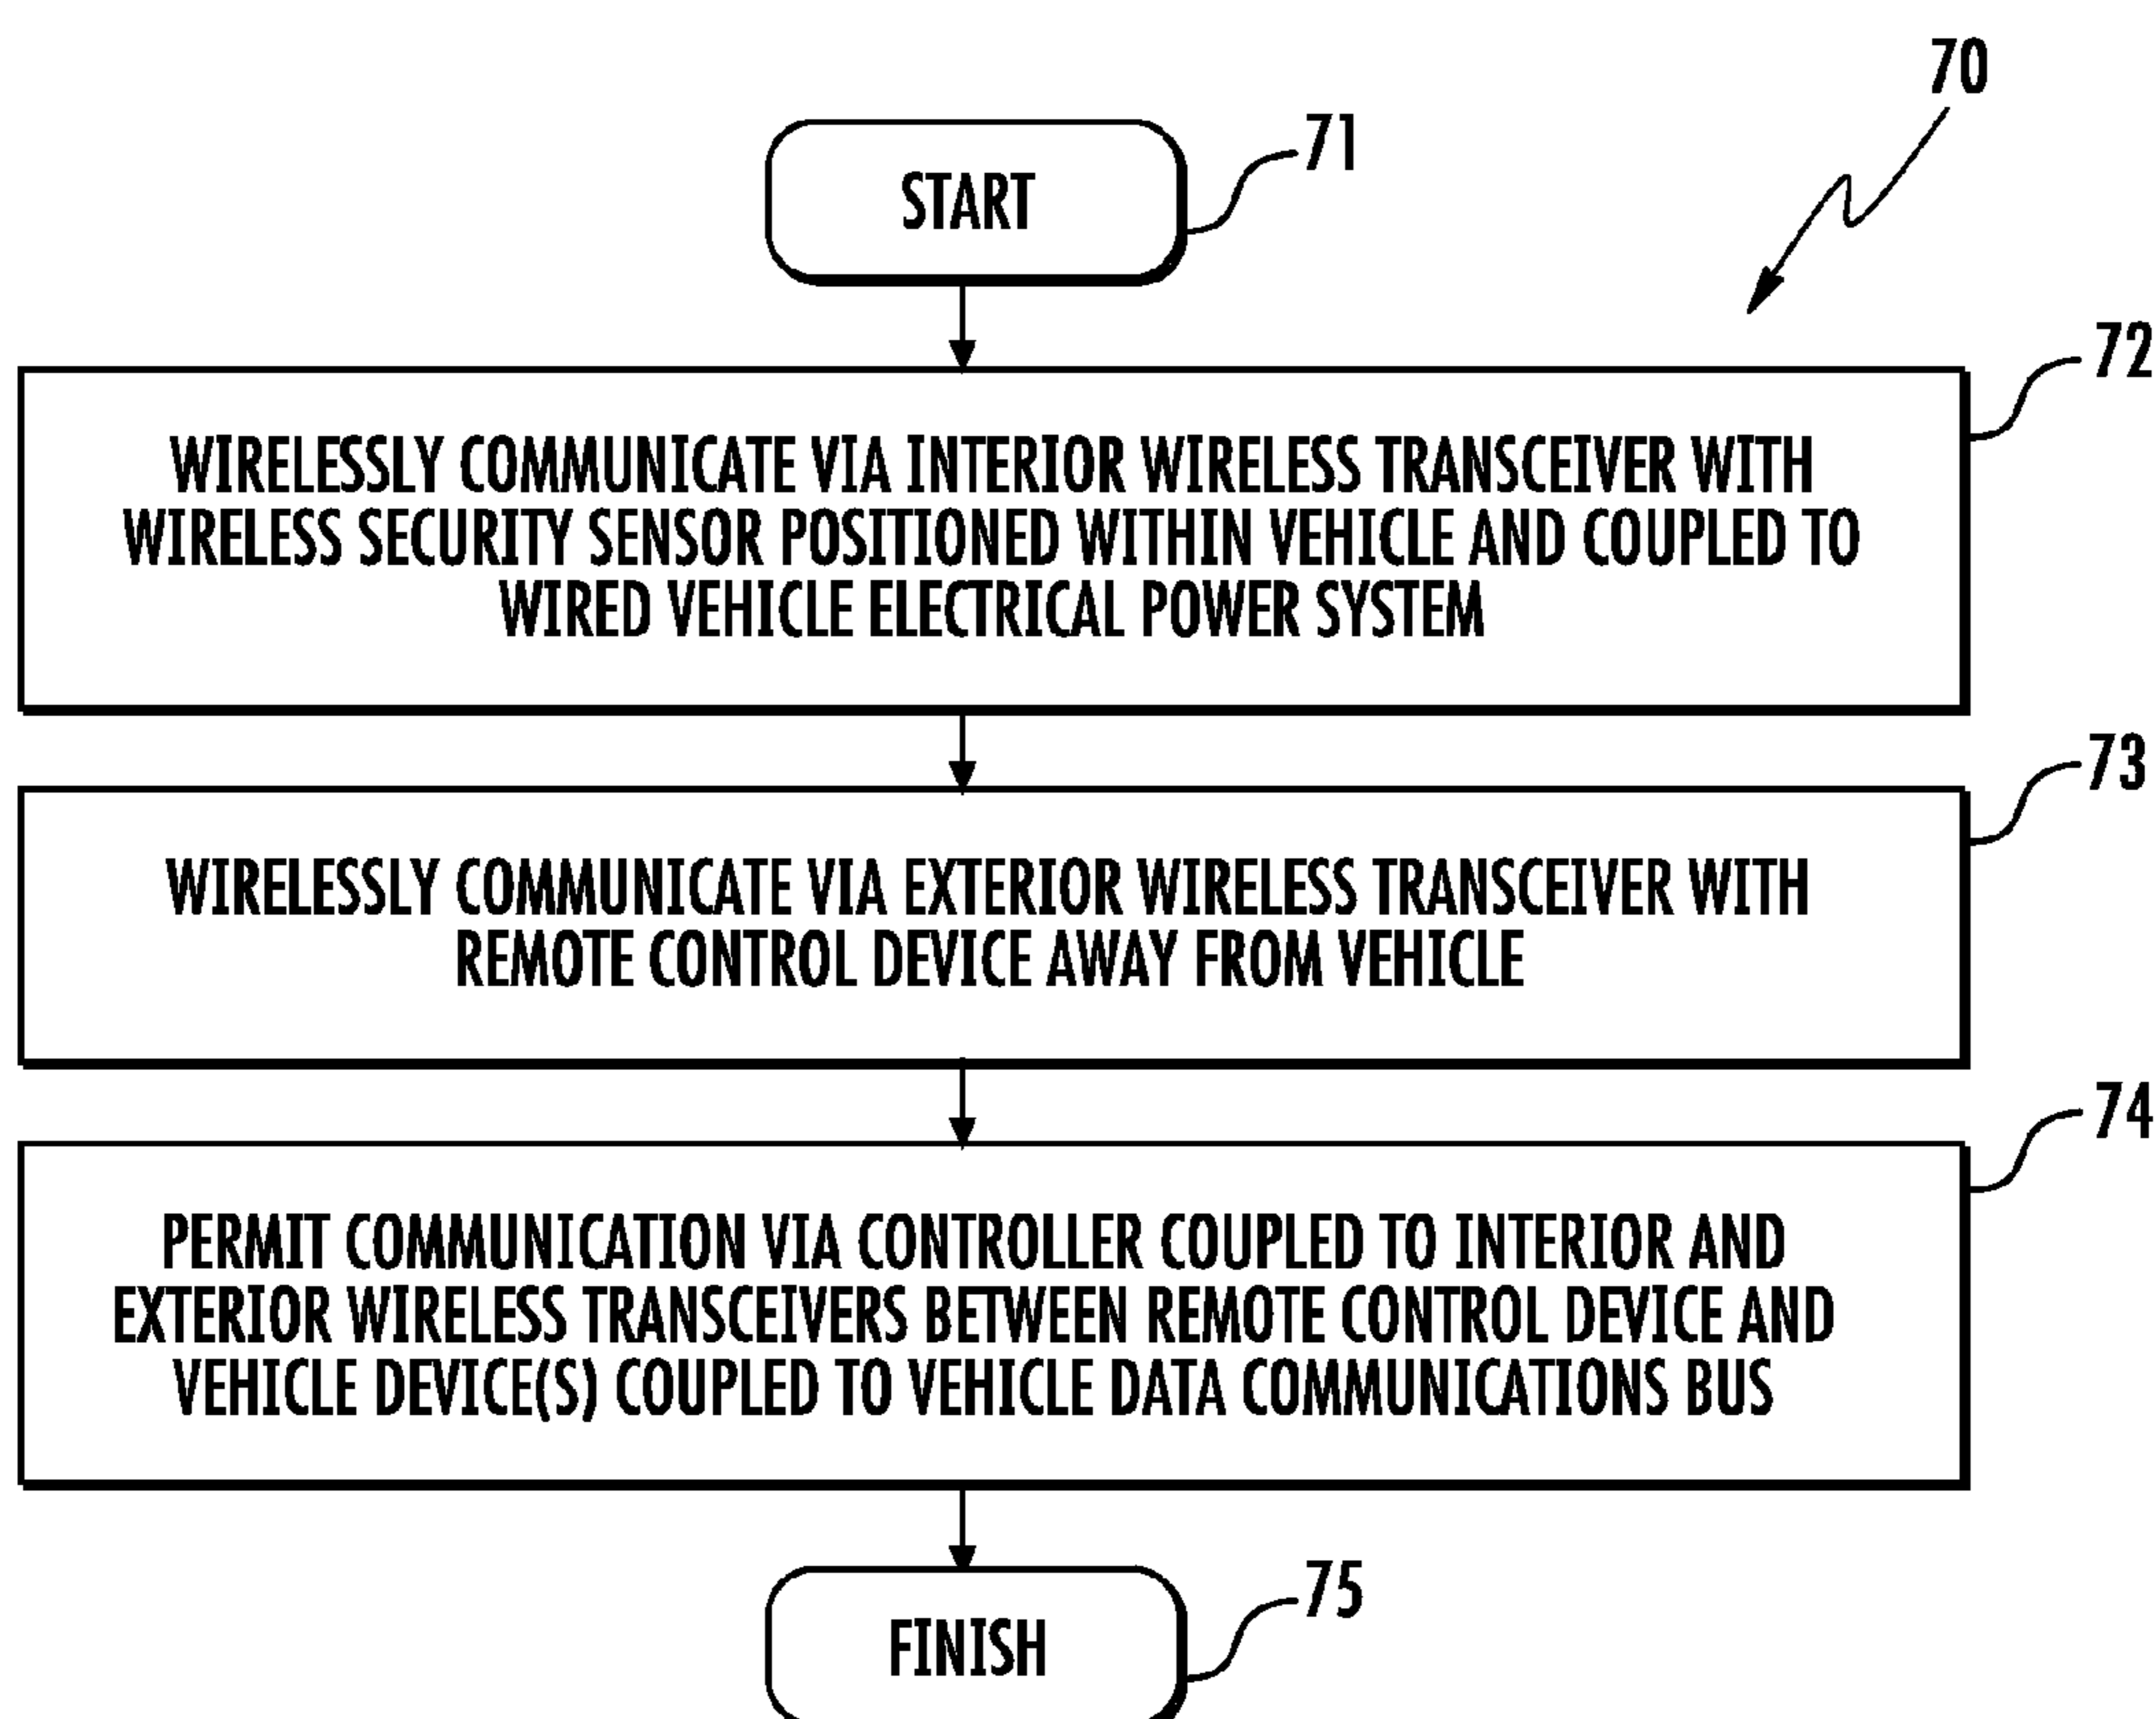 70
START
71
72
WIRELESSLY COMMUNICATE VIA INTERIOR WIRELESS TRANSCEIVER WITH
WIRELESS SECURITY SENSOR POSITIONED WITHIN VEHICLE AND COUPLED TO
WIRED VEHICLE ELECTRICAL POWER SYSTEM
73
WIRELESSLY COMMUNICATE VIA EXTERIOR WIRELESS TRANSCEIVER WITH
REMOTE CONTROL DEVICE AWAY FROM VEHICLE
74
PERMIT COMMUNICATION VIA CONTROLLER COUPLED TO INTERIOR AND
EXTERIOR WIRELESS TRANSCEIVERS BETWEEN REMOTE CONTROL DEVICE AND
VEHICLE DEVICE(S) COUPLED TO VEHICLE DATA COMMUNICATIONS BUS
75
FINISH